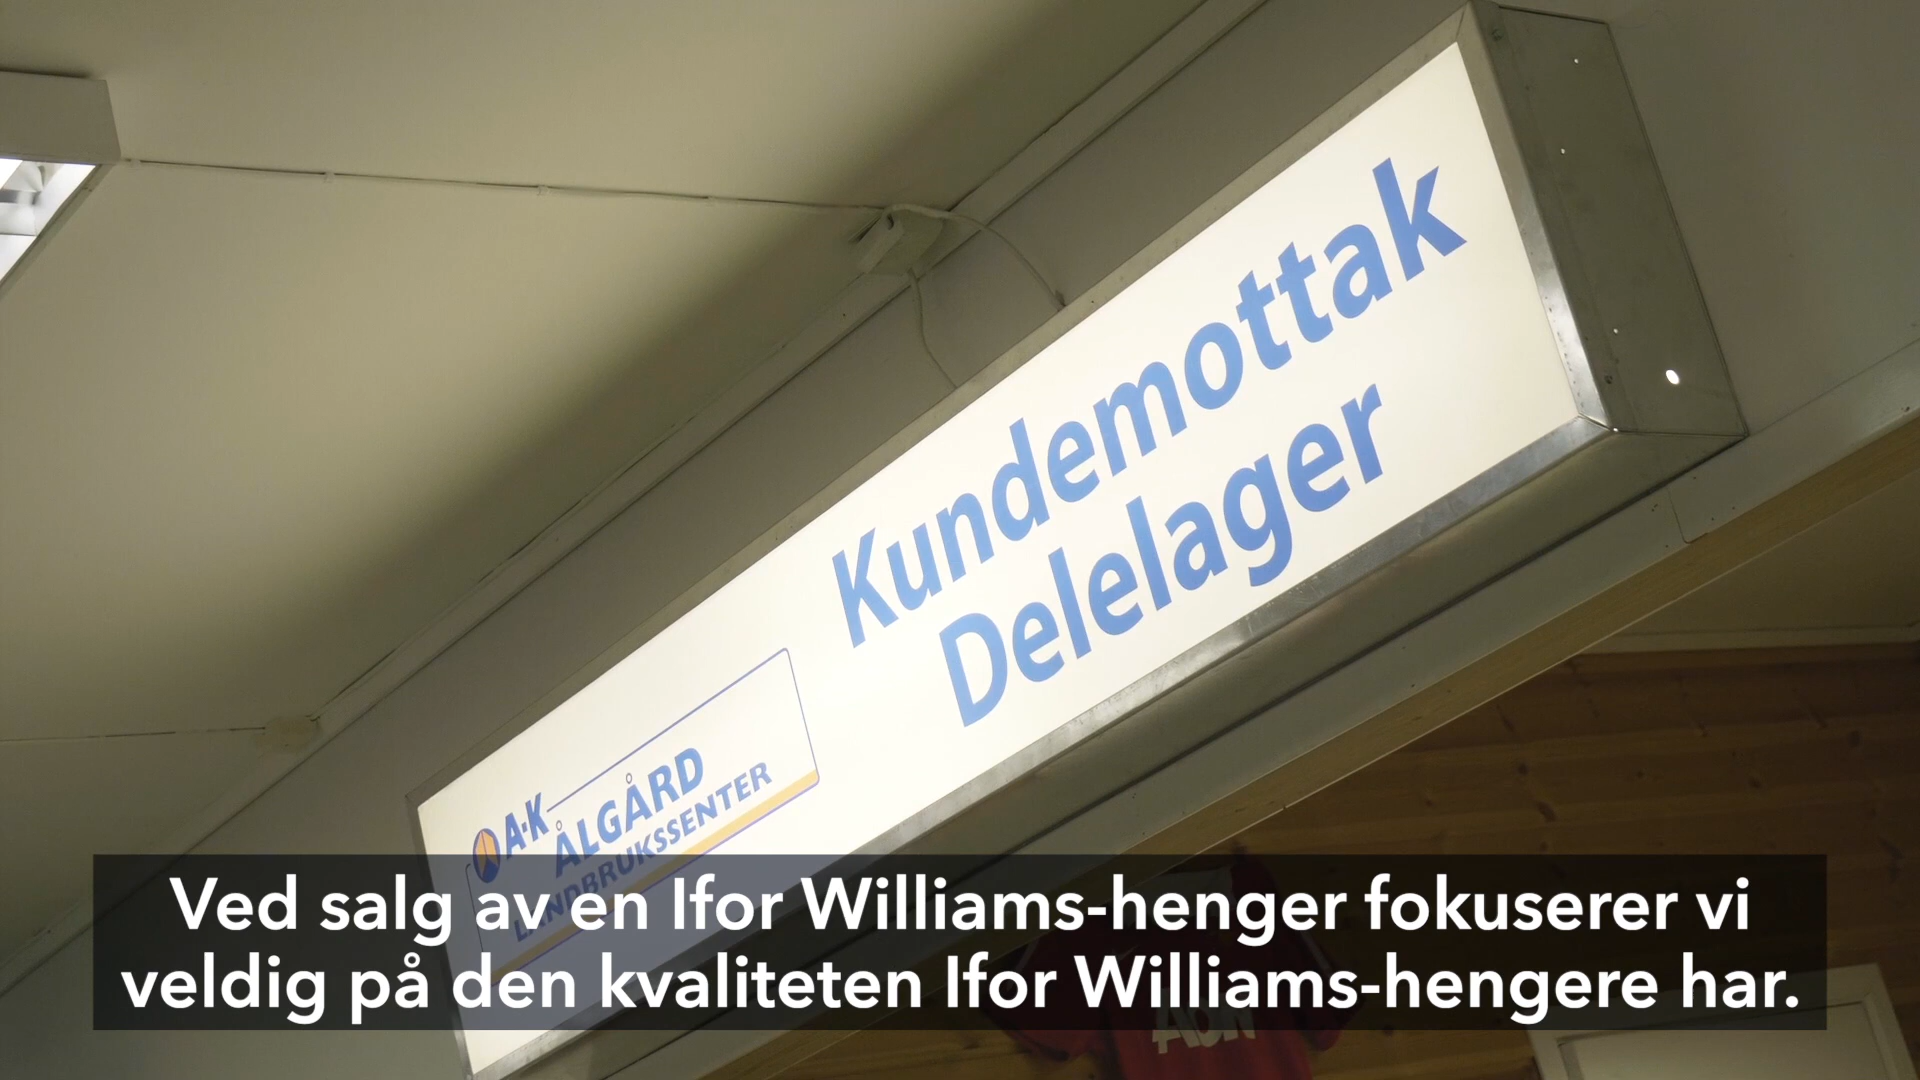 Kundemottak
Delelager
A-K
ÅLGÅRD
LANDBRUKSSENTER
Ved salg av en Ifor Williams-henger fokuserer vi
veldig på den kvaliteten Ifor Williams-hengere har.
AON